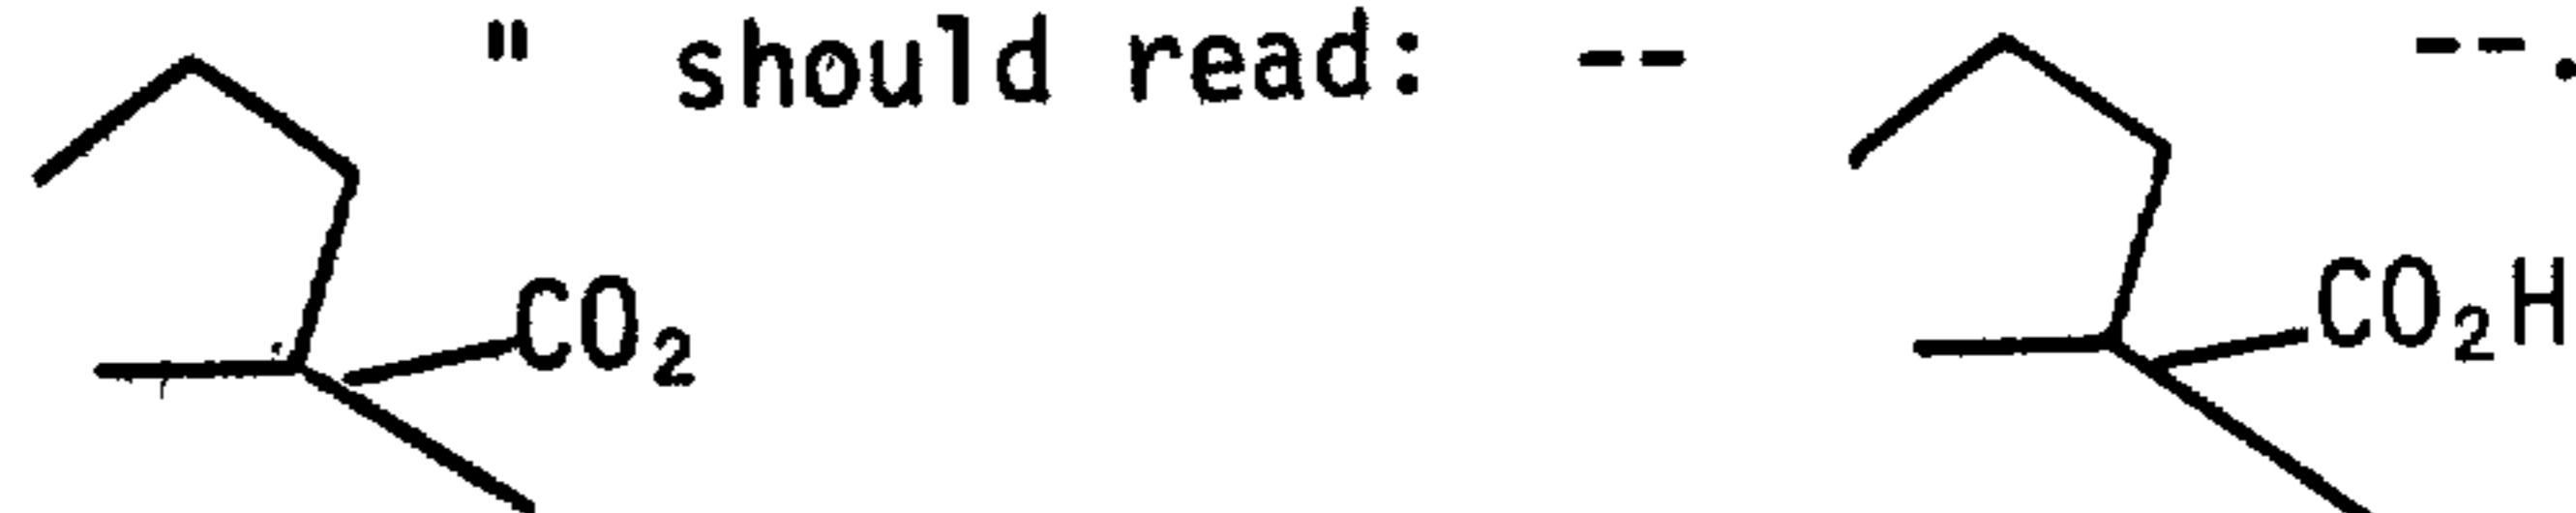 " should read: -- --.
CO₂ CO₂H